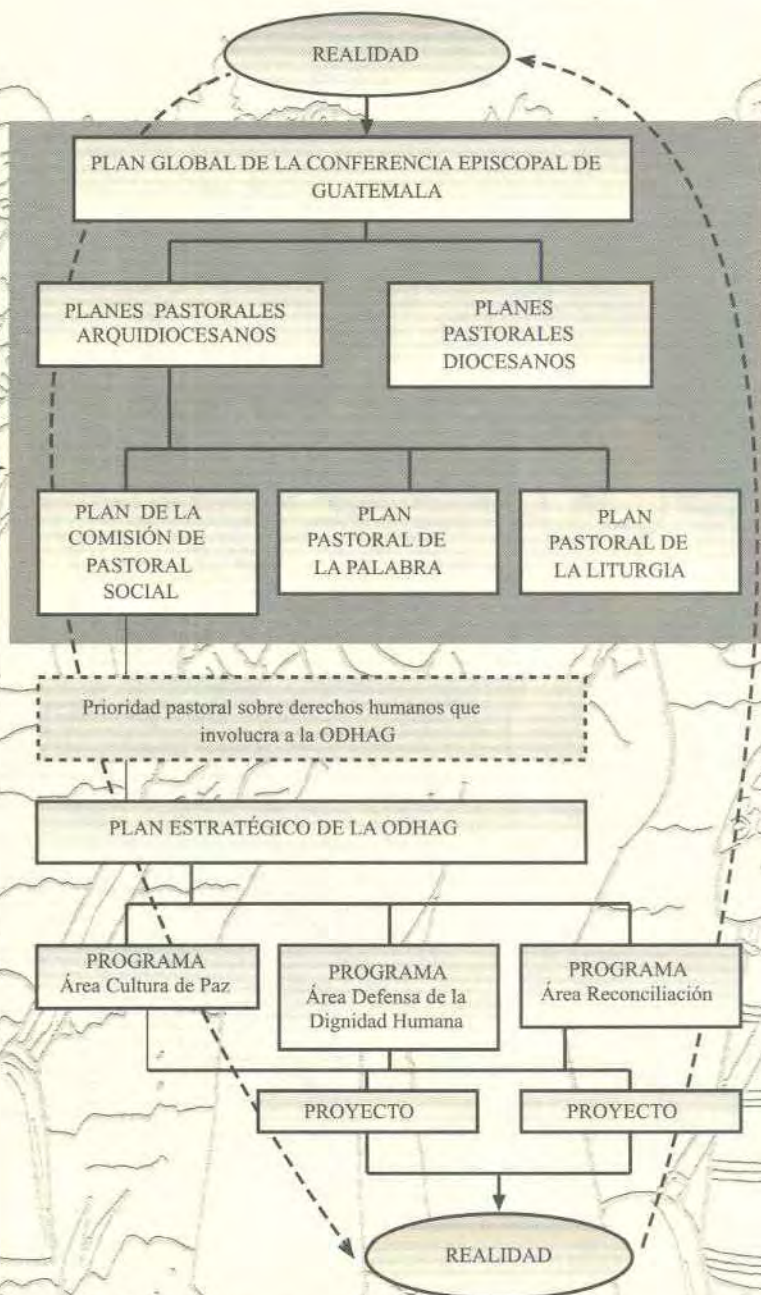 REALIDAD
PLAN GLOBAL DE LA CONFERENCIA EPISCOPAL DE
GUATEMALA
PLANES PASTORALES
ARQUIDIOCESANOS
PLANES
PASTORALES
DIOCESANOS
PLAN DE LA
COMISIÓN DE
PASTORAL
SOCIAL
PLAN
PASTORAL DE
LA PALABRA
PLAN
PASTORAL DE
LA LITURGIA
Prioridad pastoral sobre derechos humanos que
involucra a la ODHAG
PLAN ESTRATÉGICO DE LA ODHAG
PROGRAMA
Área Cultura de Paz
PROGRAMA
Área Defensa de la
Dignidad Humana
PROGRAMA
Área Reconciliación
PROYECTO
PROYECTO
REALIDAD